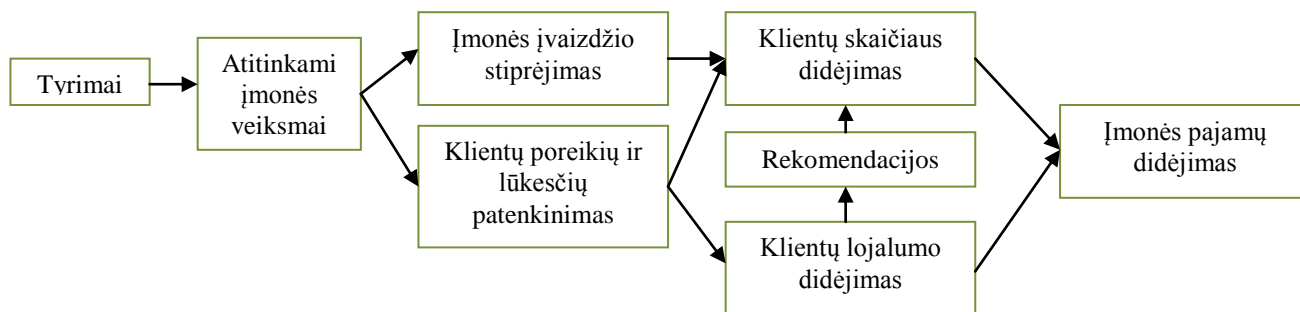 Tyrimai
Atitinkami
įmonės
veiksmai
Įmonės įvaizdžio
stiprėjimas
Klientų poreikių ir
lūkesčių
patenkinimas
Klientų skaičiaus
didėjimas
Rekomendacijos
Klientų lojalumo
didėjimas
Įmonės pajamų
didėjimas